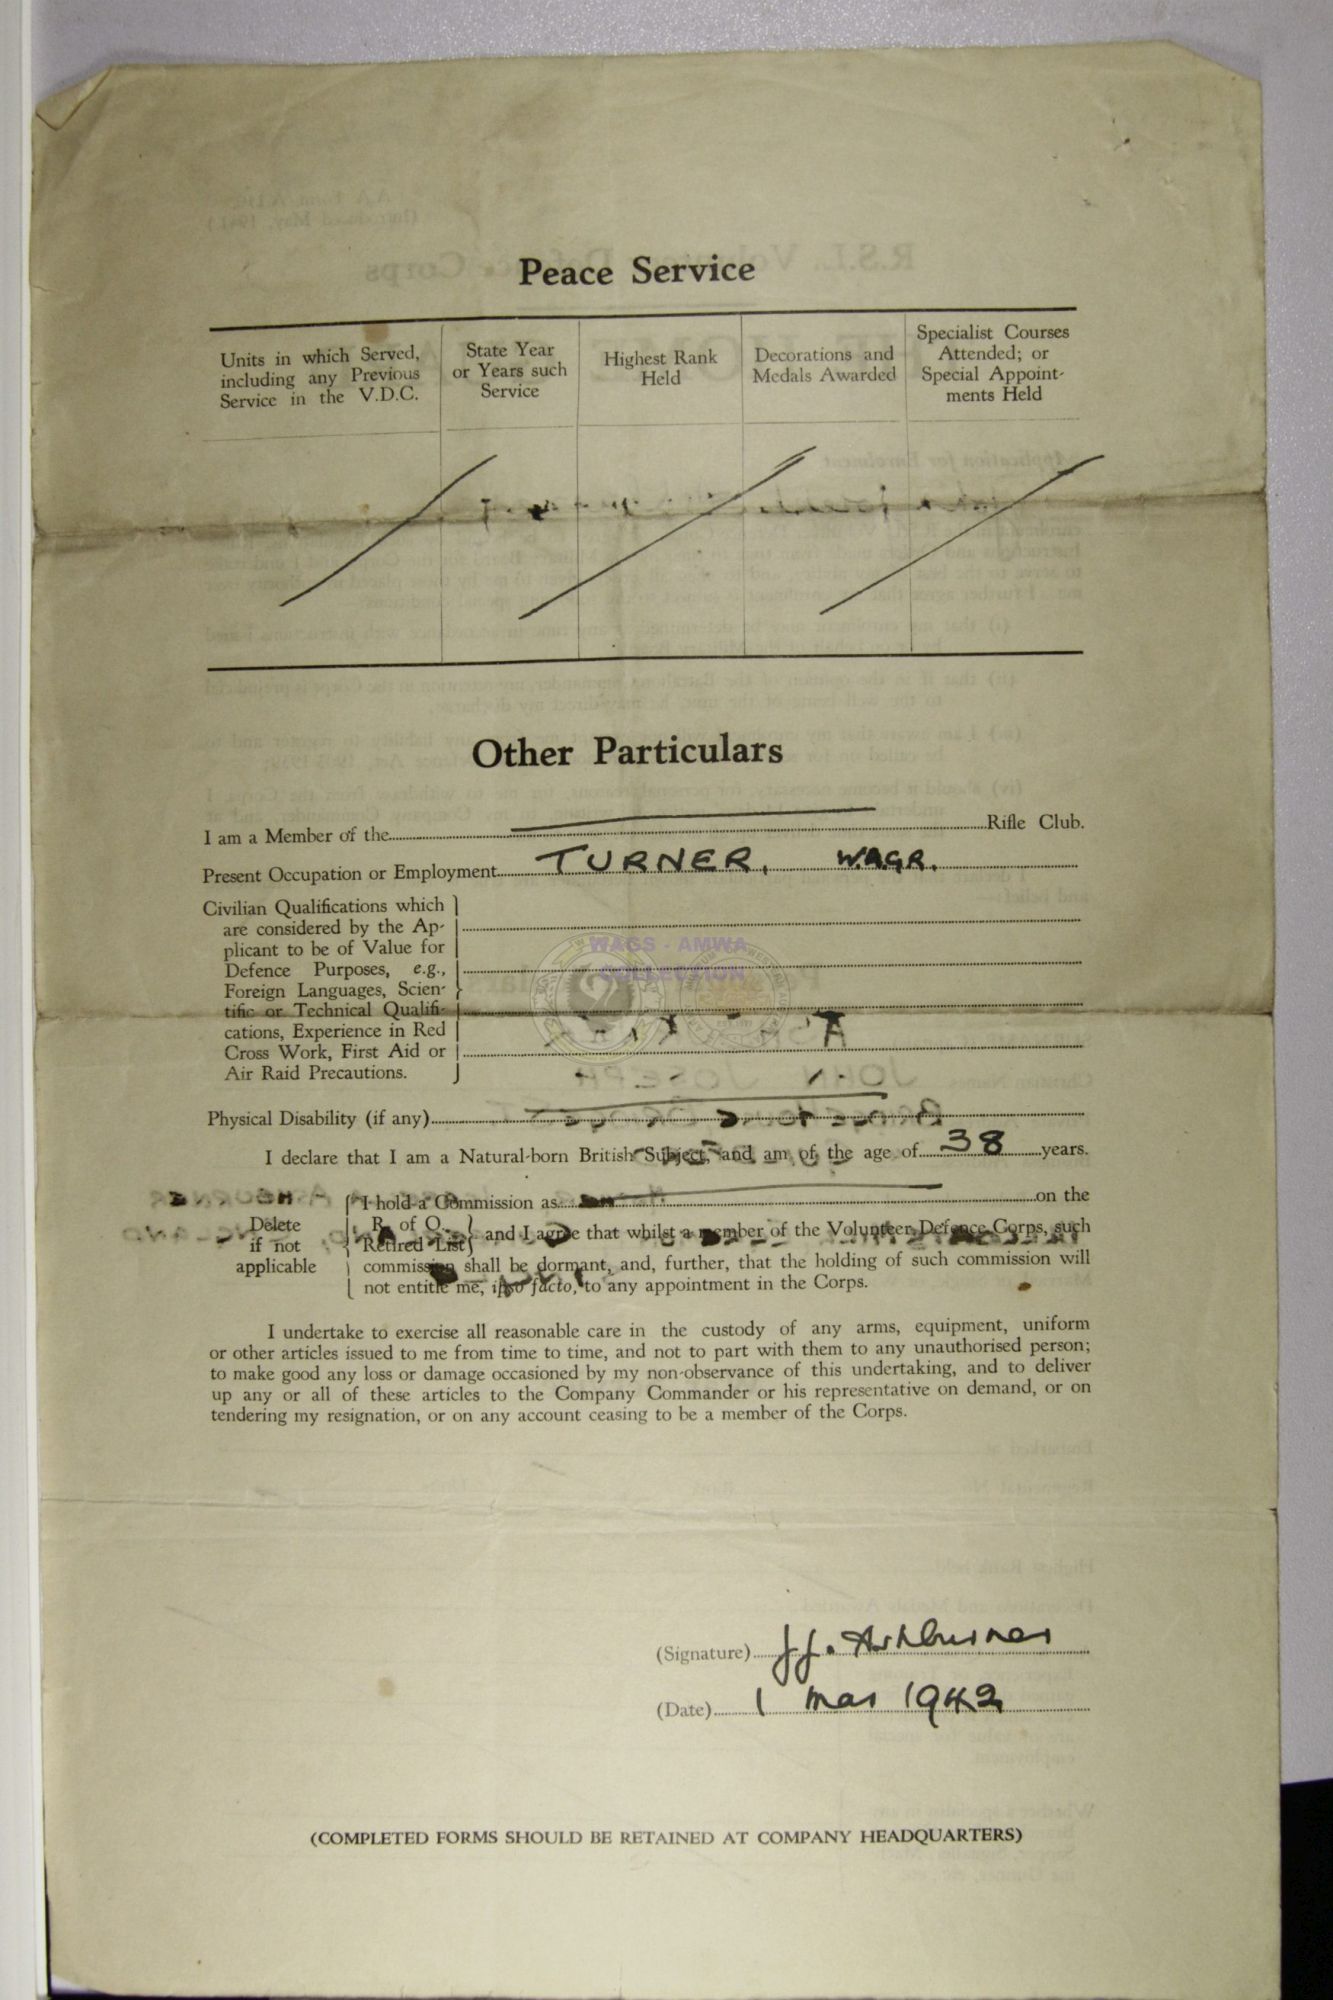 Peace Service
Units in which Served, including any Previous Service in the V.D.C.
State Year or Years such Service
Highest Rank Held
Decorations and Medals Awarded
Specialist Courses Attended; or Special Appoint-ments Held
Other Particulars
I am a Member of the Rifle Club.
Present Occupation or Employment TURNER, W.A.G.R.
Civilian Qualifications which
are considered by the Ap-
plicant to be of Value for
Defence Purposes, e.g.,
Foreign Languages, Scien-
tific or Technical Qualifi-
cations, Experience in Red
Cross Work, First Aid or
Air Raid Precautions.
WAGS - AMWA
COLLECTION
Physical Disability (if any)
I declare that I am a Natural-born British Subject, and am of the age of 38 years.
Delete if not applicable
I hold a Commission as on the
R. of O. Retired List and I agree that whilst a member of the Volunteer Defence Corps, such
commission shall be dormant, and, further, that the holding of such commission will
not entitle me, ipso facto, to any appointment in the Corps.
I undertake to exercise all reasonable care in the custody of any arms, equipment, uniform
or other articles issued to me from time to time, and not to part with them to any unauthorised person;
to make good any loss or damage occasioned by my non-observance of this undertaking, and to deliver
up any or all of these articles to the Company Commander or his representative on demand, or on
tendering my resignation, or on any account ceasing to be a member of the Corps.
(Signature) J.J. Ashburner
(Date) 1 Mar 1942
(COMPLETED FORMS SHOULD BE RETAINED AT COMPANY HEADQUARTERS)